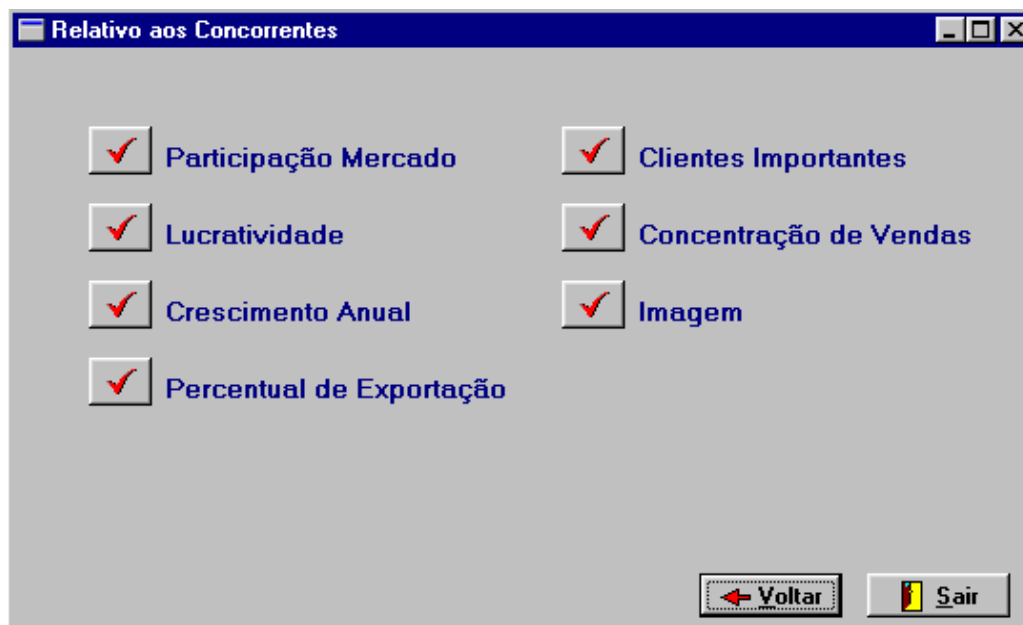 Relativo aos Concorrentes
Participação Mercado
Clientes Importantes
Lucratividade
Concentração de Vendas
Crescimento Anual
Imagem
Percentual de Exportação
Voltar
Sair